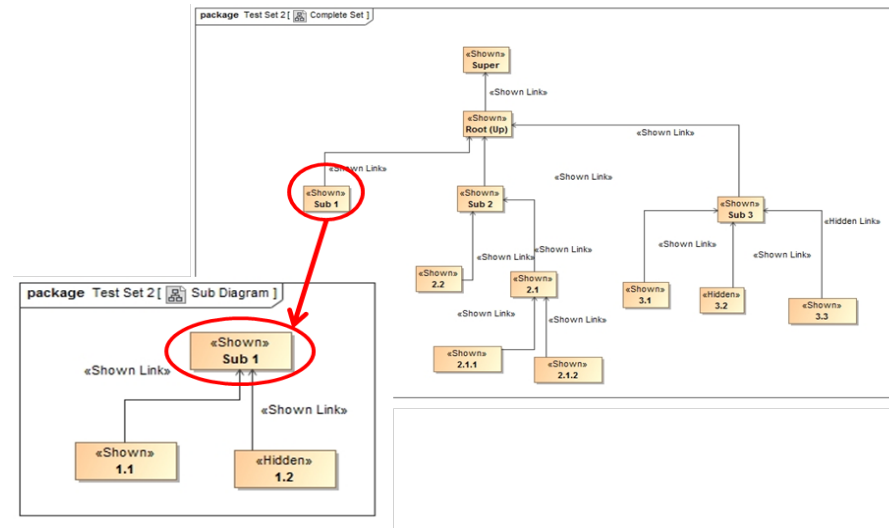 package Test Set 2 [ Complete Set ]
«Shown»
Super
«Shown Link»
«Shown»
Root (Up)
«Shown Link»
«Shown Link»
«Shown Link»
«Shown»
Sub 1
«Shown»
Sub 2
«Shown»
Sub 3
«Hidden Link»
«Shown Link»
«Shown Link»
«Shown Link»
«Shown Link»
«Shown»
2.2
«Shown»
2.1
«Shown»
3.1
«Hidden»
3.2
«Shown»
3.3
«Shown Link»
«Shown Link»
«Shown»
2.1.1
«Shown»
2.1.2
package Test Set 2 [ Sub Diagram ]
«Shown»
Sub 1
«Shown Link»
«Shown Link»
«Shown»
1.1
«Hidden»
1.2